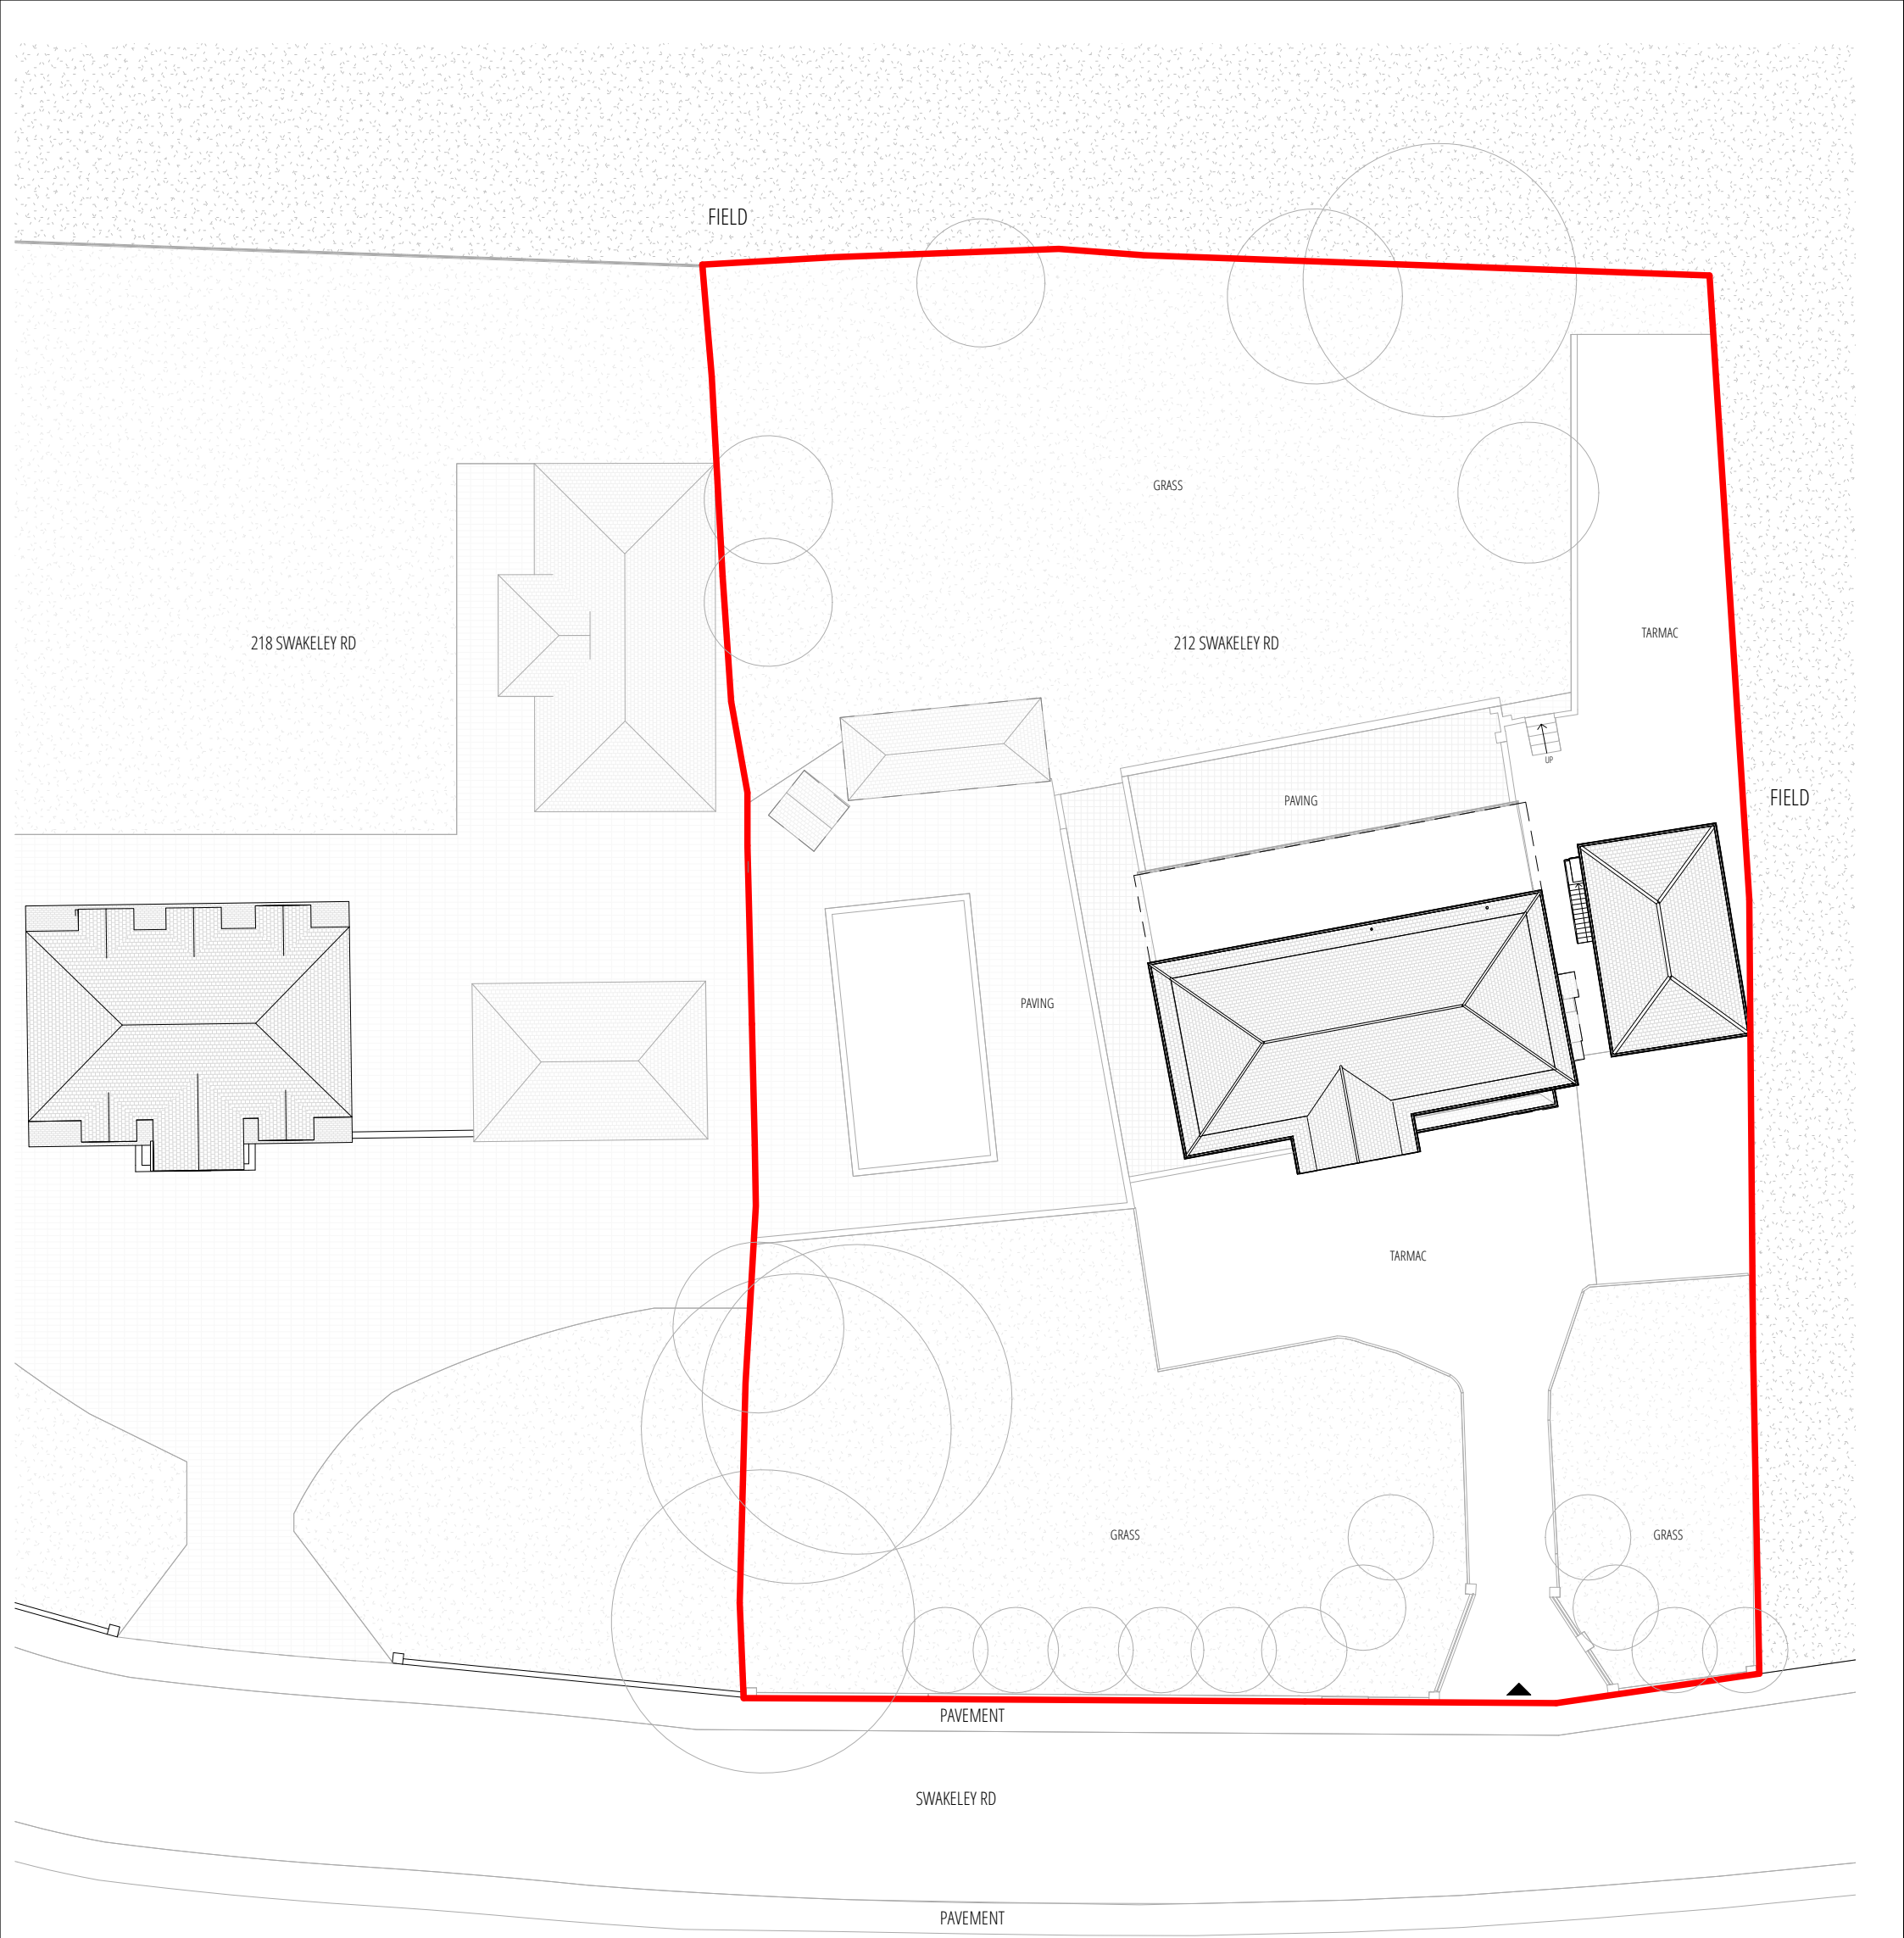 FIELD
GRASS
218 SWAKELEY RD
212 SWAKELEY RD
TARMAC
UP
PAVING
FIELD
PAVING
TARMAC
GRASS
GRASS
PAVEMENT
SWAKELEY RD
PAVEMENT